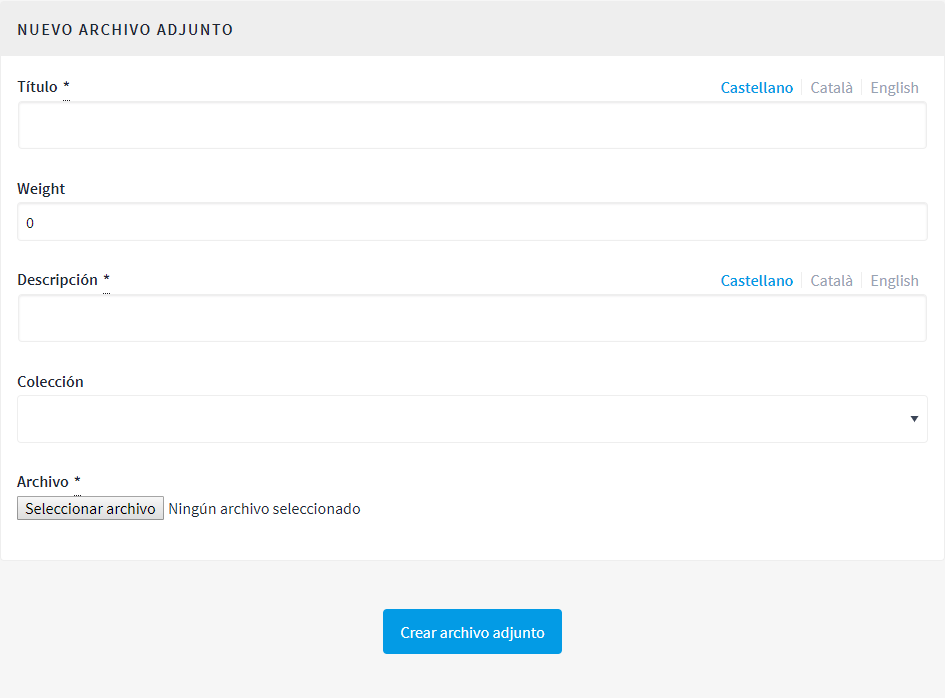 NUEVO ARCHIVO ADJUNTO
Título * Castellano Català English
Weight
0
Descripción * Castellano Català English
Colección
Archivo *
Seleccionar archivo Ningún archivo seleccionado
Crear archivo adjunto